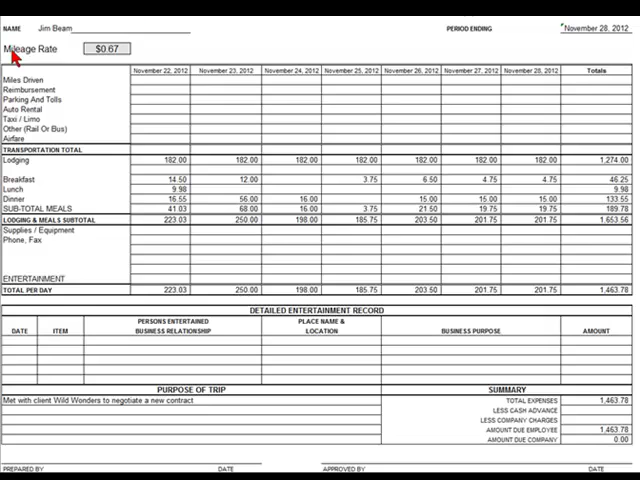 NAME Jim Beam PERIOD ENDING November 28, 2012
Mileage Rate $0.67
November 22, 2012 November 23, 2012 November 24, 2012 November 25, 2012 November 26, 2012 November 27, 2012 November 28, 2012 Totals
Miles Driven
Reimbursement
Parking And Tolls
Auto Rental
Taxi / Limo
Other (Rail Or Bus)
Airfare
TRANSPORTATION TOTAL
Lodging 182.00 182.00 182.00 182.00 182.00 182.00 182.00 1,274.00
Breakfast 14.50 12.00 3.75 6.50 4.75 4.75 46.25
Lunch 9.98 9.98
Dinner 16.55 56.00 16.00 15.00 15.00 15.00 133.55
SUB-TOTAL MEALS 41.03 68.00 16.00 3.75 21.50 19.75 19.75 189.78
LODGING & MEALS SUBTOTAL 223.03 250.00 198.00 185.75 203.50 201.75 201.75 1,653.56
Supplies / Equipment
Phone, Fax
ENTERTAINMENT
TOTAL PER DAY 223.03 250.00 198.00 185.75 203.50 201.75 201.75 1,463.78
DETAILED ENTERTAINMENT RECORD
DATE ITEM PERSONS ENTERTAINED BUSINESS RELATIONSHIP PLACE NAME & LOCATION BUSINESS PURPOSE AMOUNT
PURPOSE OF TRIP SUMMARY
Met with client Wild Wonders to negotiate a new contract TOTAL EXPENSES 1,463.78
LESS CASH ADVANCE
LESS COMPANY CHARGES
AMOUNT DUE EMPLOYEE 1,463.78
AMOUNT DUE COMPANY 0.00
PREPARED BY DATE APPROVED BY DATE